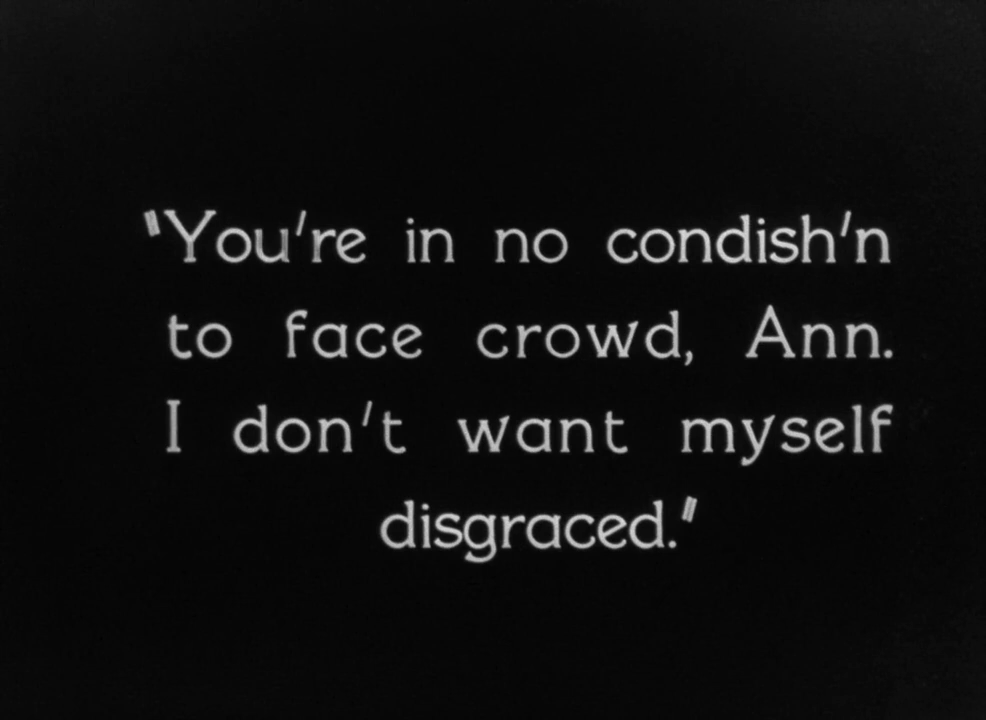 "You're in no condish'n
to face crowd, Ann.
I don't want myself
disgraced."